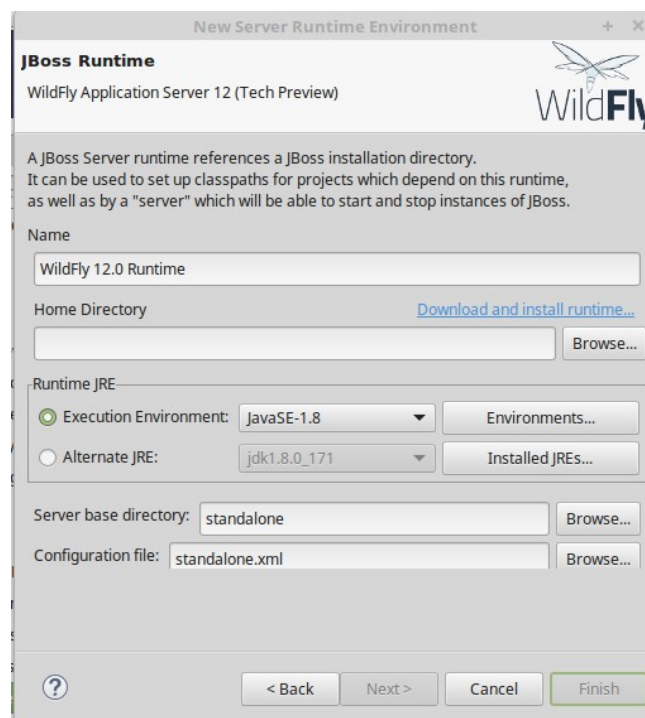 New Server Runtime Environment
JBoss Runtime
WildFly Application Server 12 (Tech Preview)
WildFly
A JBoss Server runtime references a JBoss installation directory.
It can be used to set up classpaths for projects which depend on this runtime,
as well as by a "server" which will be able to start and stop instances of JBoss.
Name
WildFly 12.0 Runtime
Home Directory Download and install runtime...
Browse...
Runtime JRE
Execution Environment: JavaSE-1.8 Environments...
Alternate JRE: jdk1.8.0_171 Installed JREs...
Server base directory: standalone Browse...
Configuration file: standalone.xml Browse...
? < Back Next > Cancel Finish